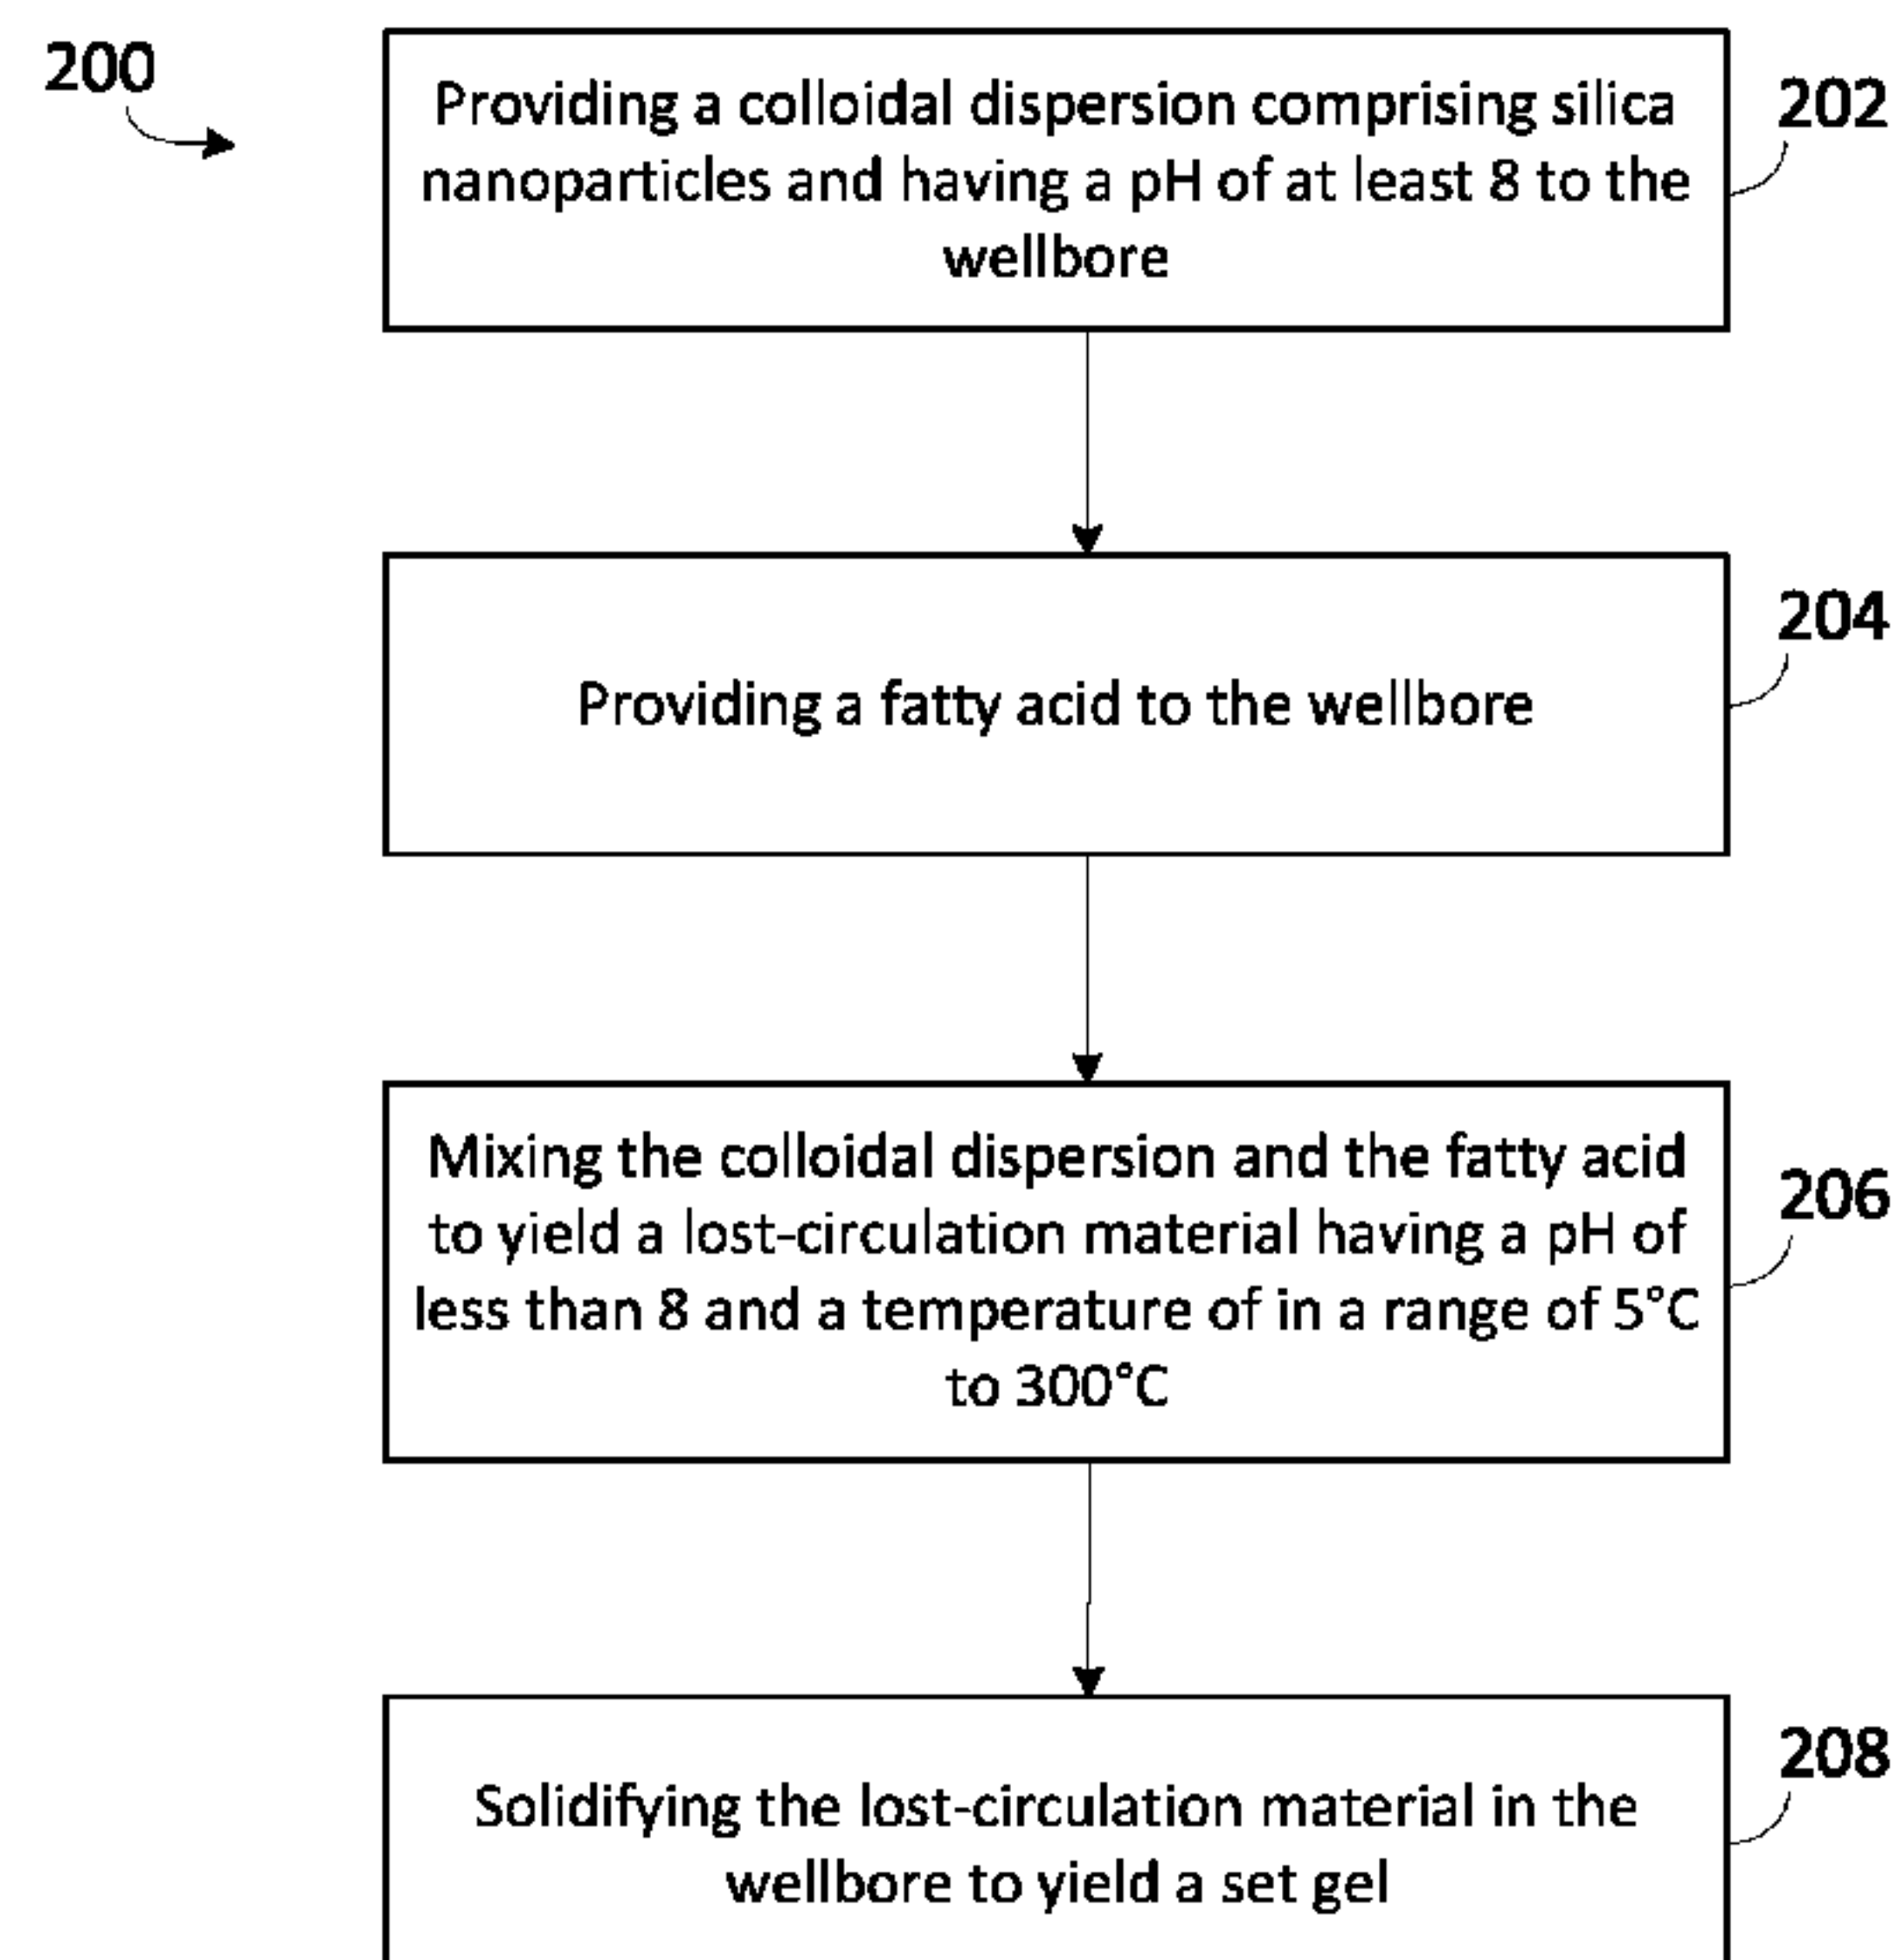 200
Providing a colloidal dispersion comprising silica
nanoparticles and having a pH of at least 8 to the
wellbore
202
Providing a fatty acid to the wellbore
204
Mixing the colloidal dispersion and the fatty acid
to yield a lost-circulation material having a pH of
less than 8 and a temperature of in a range of 5°C
to 300°C
206
Solidifying the lost-circulation material in the
wellbore to yield a set gel
208